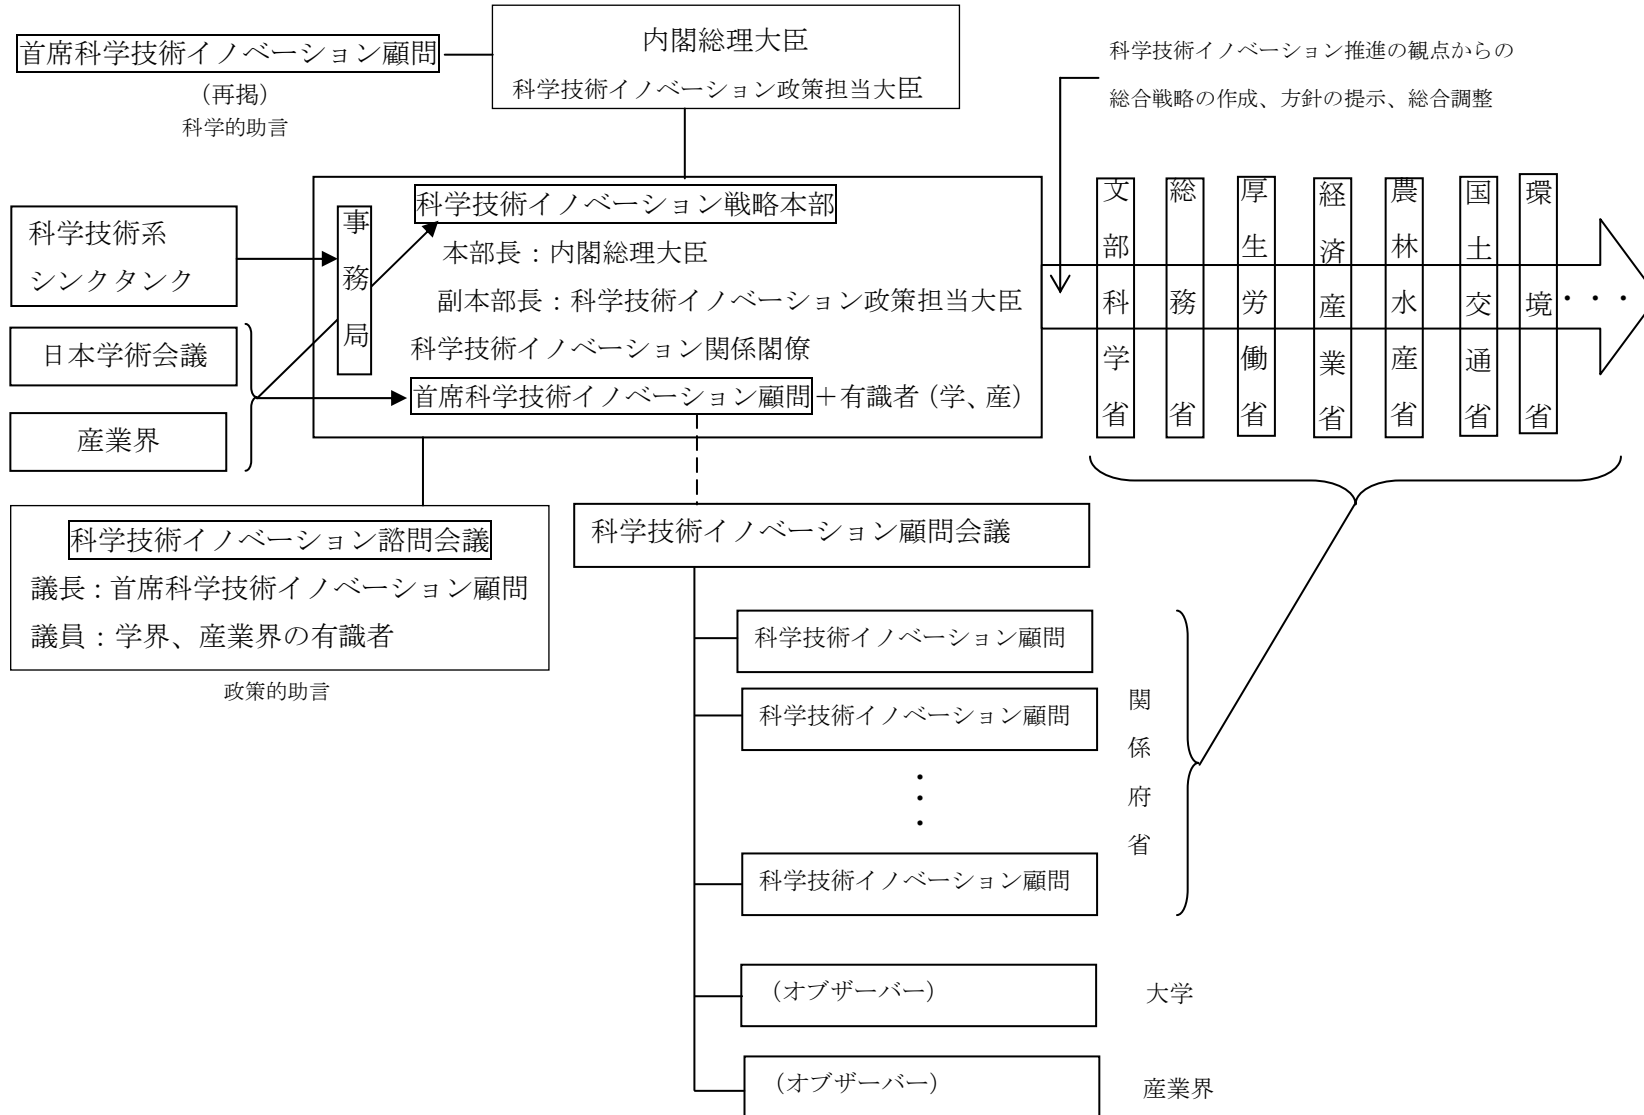 首席科学技術イノベーション顧問
（再掲）
科学的助言
内閣総理大臣
科学技術イノベーション政策担当大臣
科学技術イノベーション推進の観点からの
総合戦略の作成、方針の提示、総合調整
科学技術系
シンクタンク
日本学術会議
産業界
事務局
科学技術イノベーション戦略本部
本部長：内閣総理大臣
副本部長：科学技術イノベーション政策担当大臣
科学技術イノベーション関係閣僚
首席科学技術イノベーション顧問＋有識者（学、産）
文部科学省
総務省
厚生労働省
経済産業省
農林水産省
国土交通省
環境省
・・・
科学技術イノベーション諮問会議
議長：首席科学技術イノベーション顧問
議員：学界、産業界の有識者
政策的助言
科学技術イノベーション顧問会議
科学技術イノベーション顧問
科学技術イノベーション顧問
・・・
科学技術イノベーション顧問
関係府省
（オブザーバー）
大学
（オブザーバー）
産業界